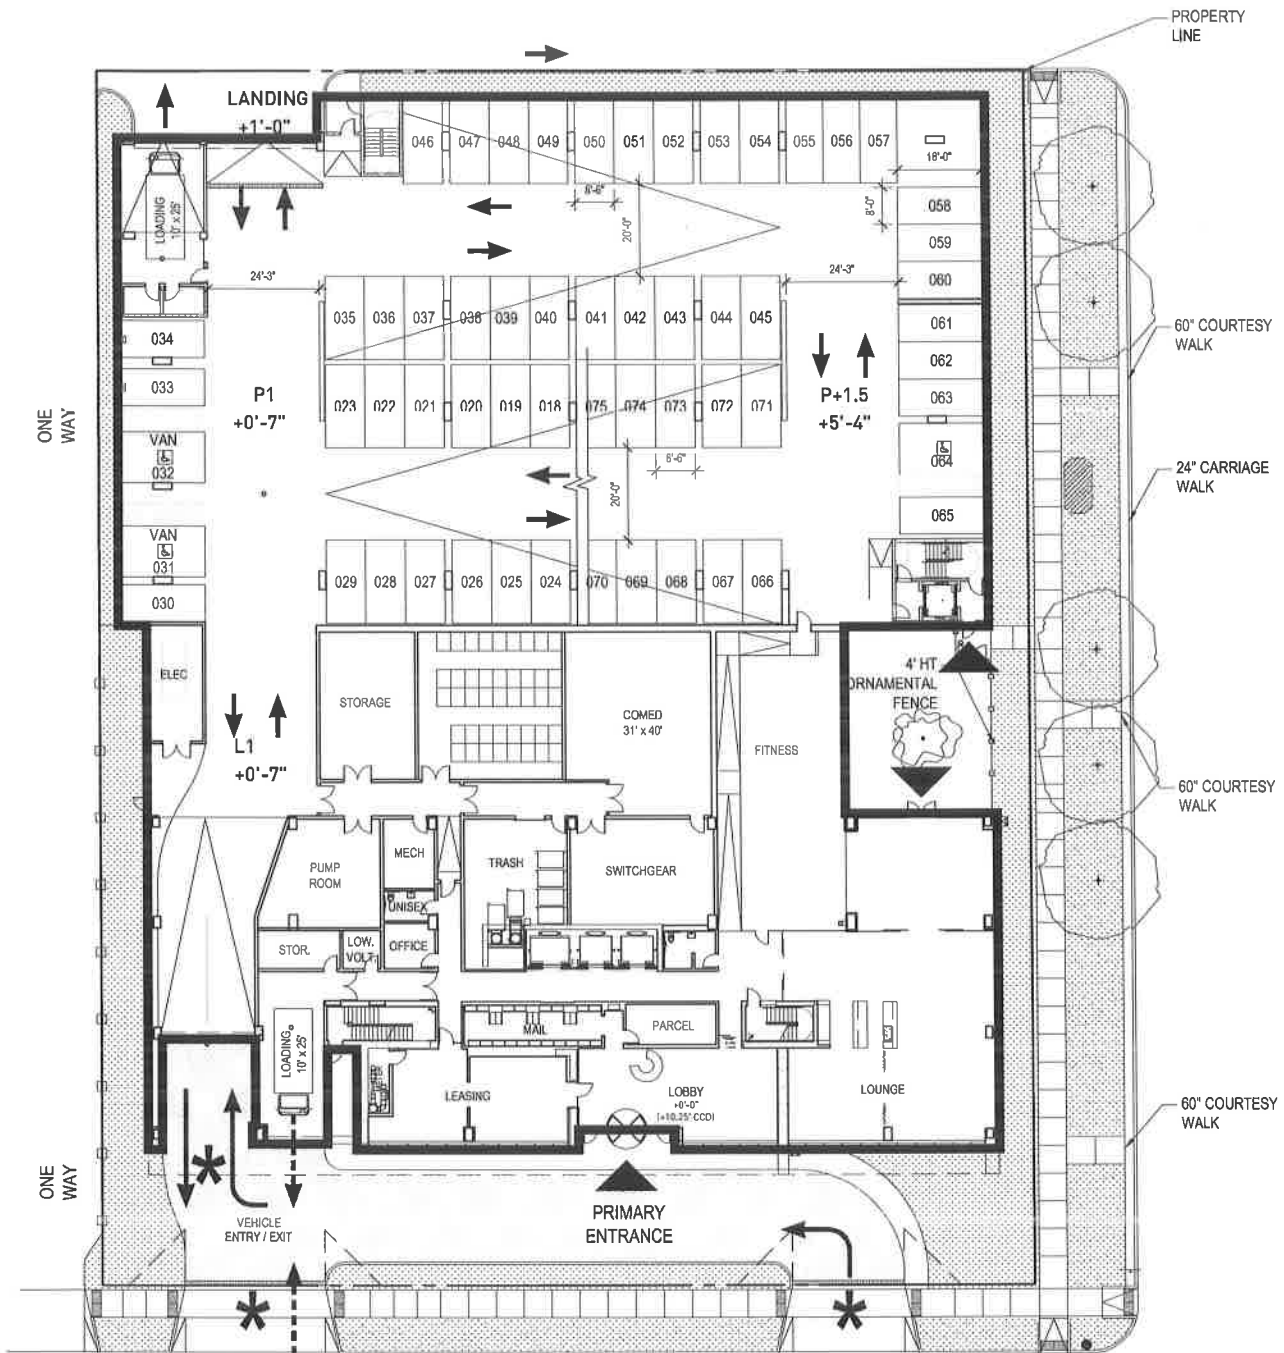 PROPERTY
LINE
LANDING
+1'-0"
046 047 048 049 050 051 052 053 054 055 056 057
18'-0"
LOADING
10' x 25'
8'-6"
20'-0"
8'-0"
058
059
060
24'-3"
24'-3"
035 036 037 038 039 040 041 042 043 044 045
061
062
063
60" COURTESY
WALK
034
033
P1
+0'-7"
P+1.5
+5'-4"
023 022 021 020 019 018 075 074 073 072 071
ONE
WAY
VAN
032
20'-0"
064
24" CARRIAGE
WALK
065
VAN
031
030
029 028 027 026 025 024 070 069 068 067 066
ELEC
STORAGE
COMED
31' x 40'
FITNESS
4' HT
ORNAMENTAL
FENCE
L1
+0'-7"
60" COURTESY
WALK
PUMP
ROOM
MECH
TRASH
SWITCHGEAR
UNISEX
STOR.
LOW.
VOLT.
OFFICE
LOADING
10' x 25'
MAIL
PARCEL
LEASING
LOBBY
+0'-0"
[+10.25' CCD]
LOUNGE
60" COURTESY
WALK
ONE
WAY
VEHICLE
ENTRY / EXIT
PRIMARY
ENTRANCE